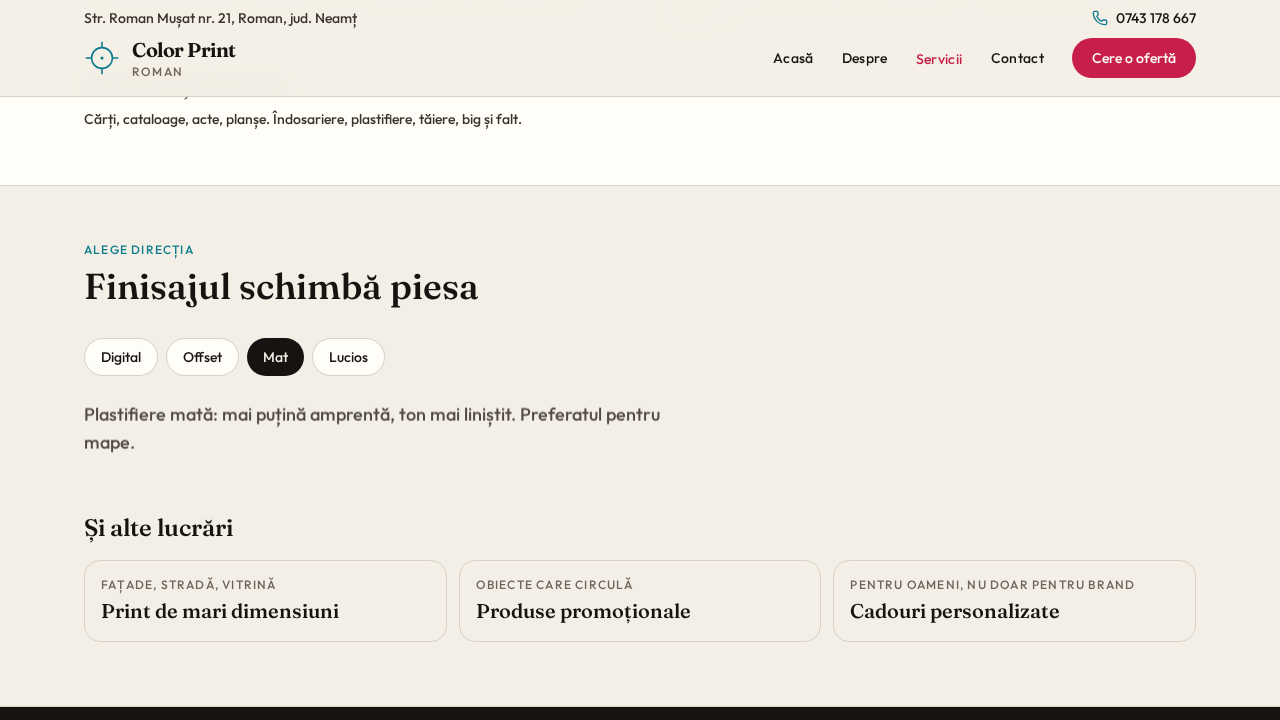 Str. Roman Mușat nr. 21, Roman, jud. Neamț
0743 178 667
Color Print
ROMAN
Acasă
Despre
Servicii
Contact
Cere o ofertă
Cărți, cataloage, acte, planșe. Îndosariere, plastifiere, tăiere, big și falt.
ALEGE DIRECȚIA
Finisajul schimbă piesa
Digital
Offset
Mat
Lucios
Plastifiere mată: mai puțină amprentă, ton mai liniștit. Preferatul pentru
mape.
Și alte lucrări
FAȚADE, STRADĂ, VITRINĂ
Print de mari dimensiuni
OBIECTE CARE CIRCULĂ
Produse promoționale
PENTRU OAMENI, NU DOAR PENTRU BRAND
Cadouri personalizate